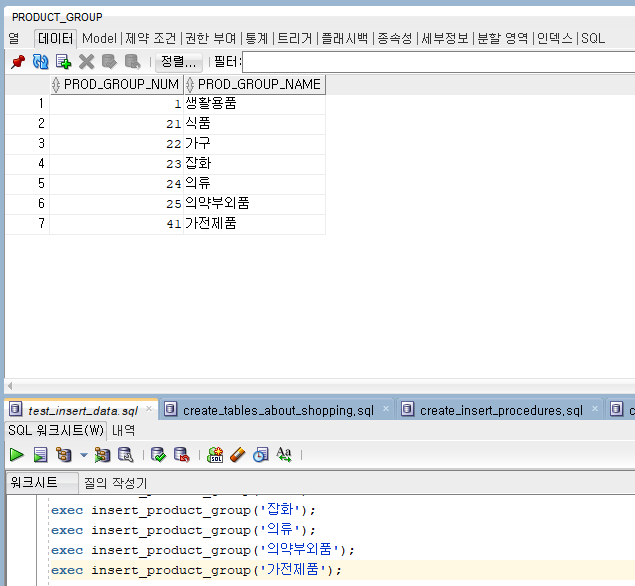 PRODUCT_GROUP
열 데이터 Model 제약 조건 권한 부여 통계 트리거 플래시백 종속성 세부정보 분할 영역 인덱스 SQL
정렬... 필터:
PROD_GROUP_NUM PROD_GROUP_NAME
1 1 생활용품
2 21 식품
3 22 가구
4 23 잡화
5 24 의류
6 25 의약부외품
7 41 가전제품
test_insert_data.sql create_tables_about_shopping.sql create_insert_procedures.sql c
SQL 워크시트(W) 내역
워크시트 질의 작성기
exec insert_product_group('잡화');
exec insert_product_group('의류');
exec insert_product_group('의약부외품');
exec insert_product_group('가전제품');